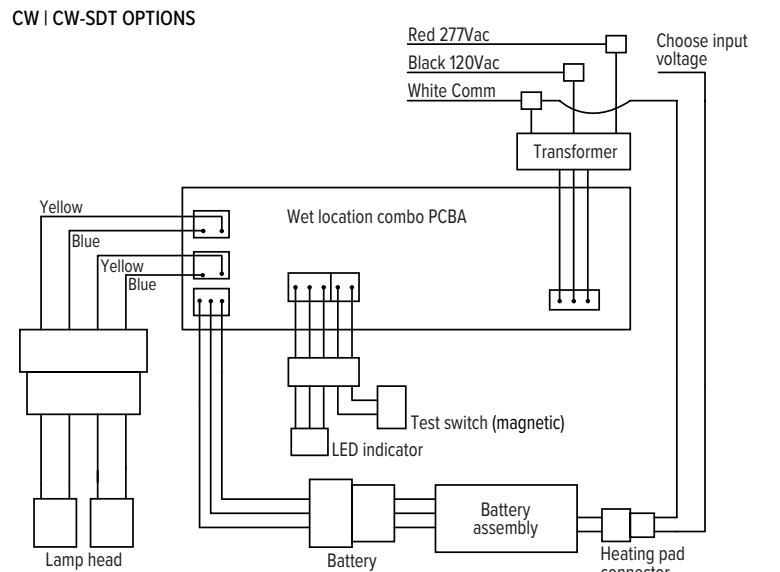 CW | CW-SDT OPTIONS
Red 277Vac
Black 120Vac
White Comm
Choose input
voltage
Transformer
Wet location combo PCBA
Yellow
Blue
Yellow
Blue
Test switch (magnetic)
LED indicator
Battery
assembly
Lamp head
Battery
Heating pad
connector